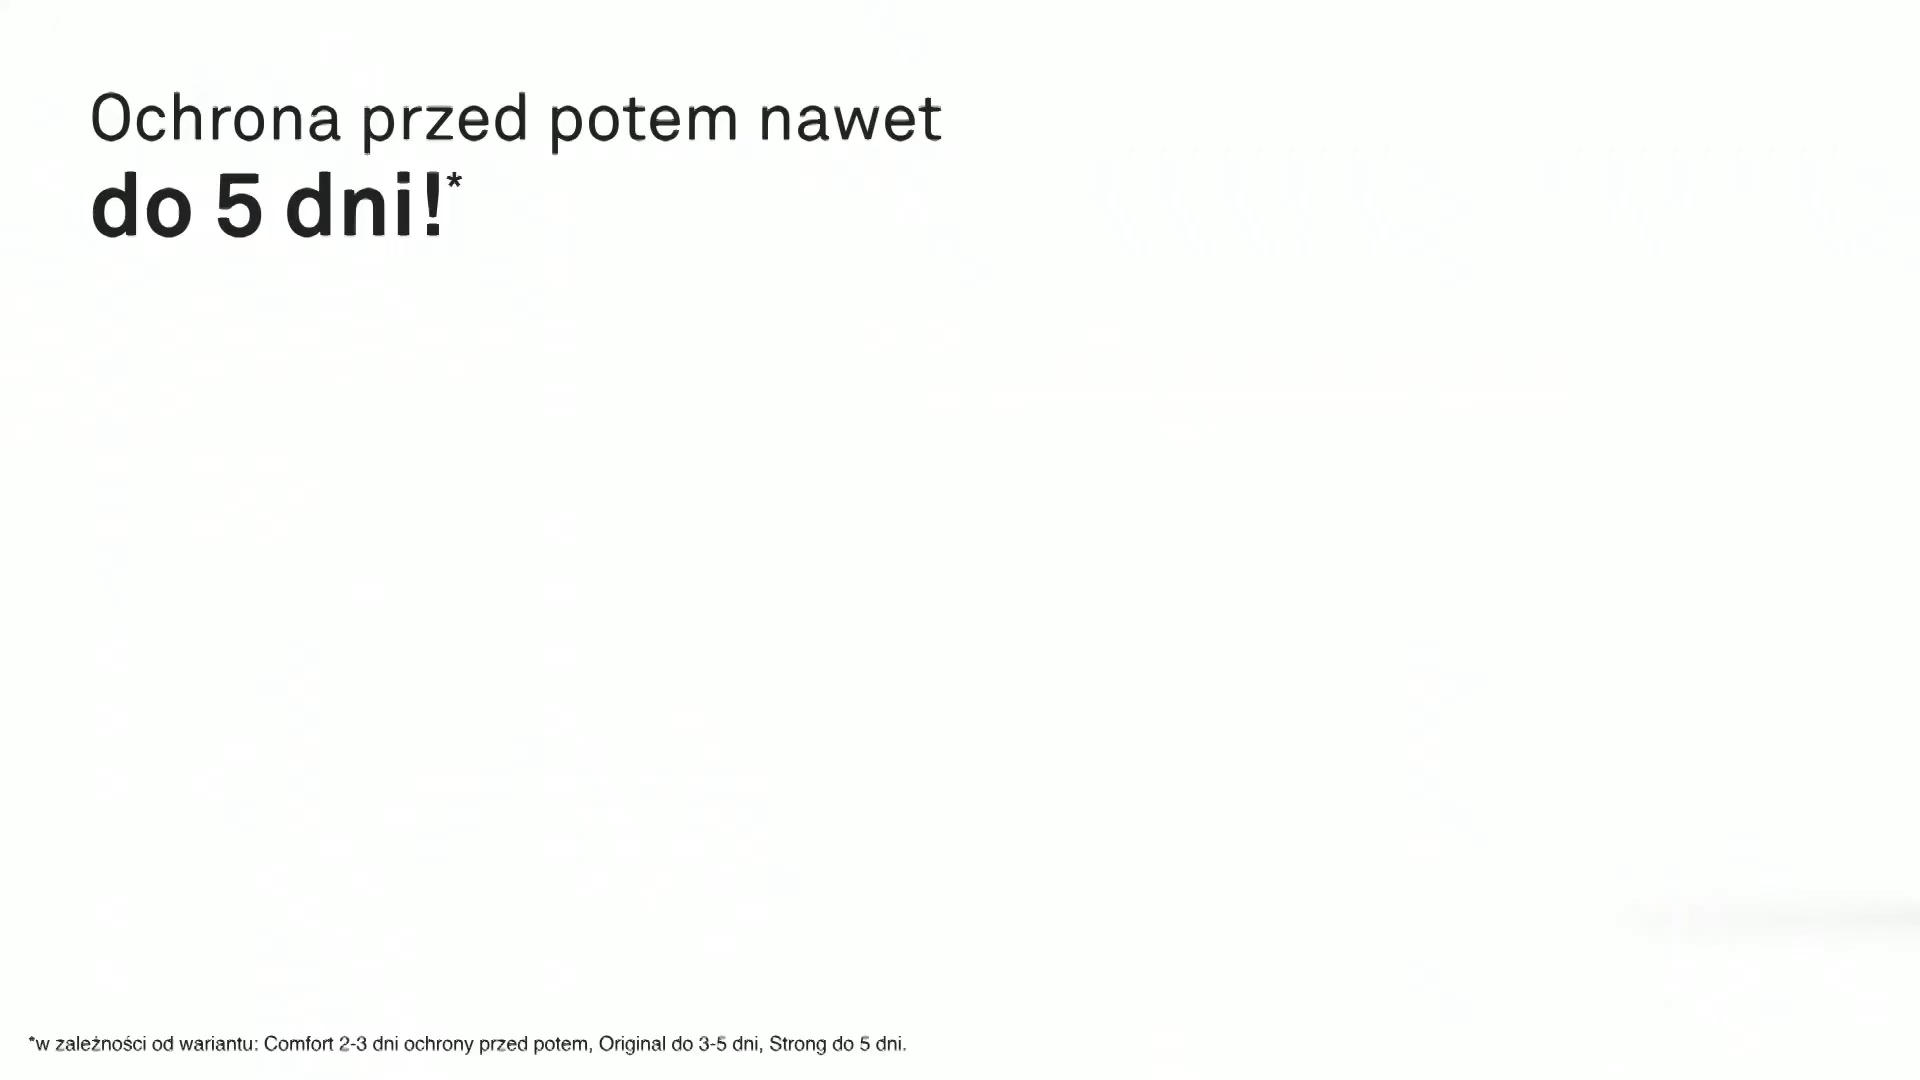 Ochrona przed potem nawet
do 5 dni!*
*w zależności od wariantu: Comfort 2-3 dni ochrony przed potem, Original do 3-5 dni, Strong do 5 dni.